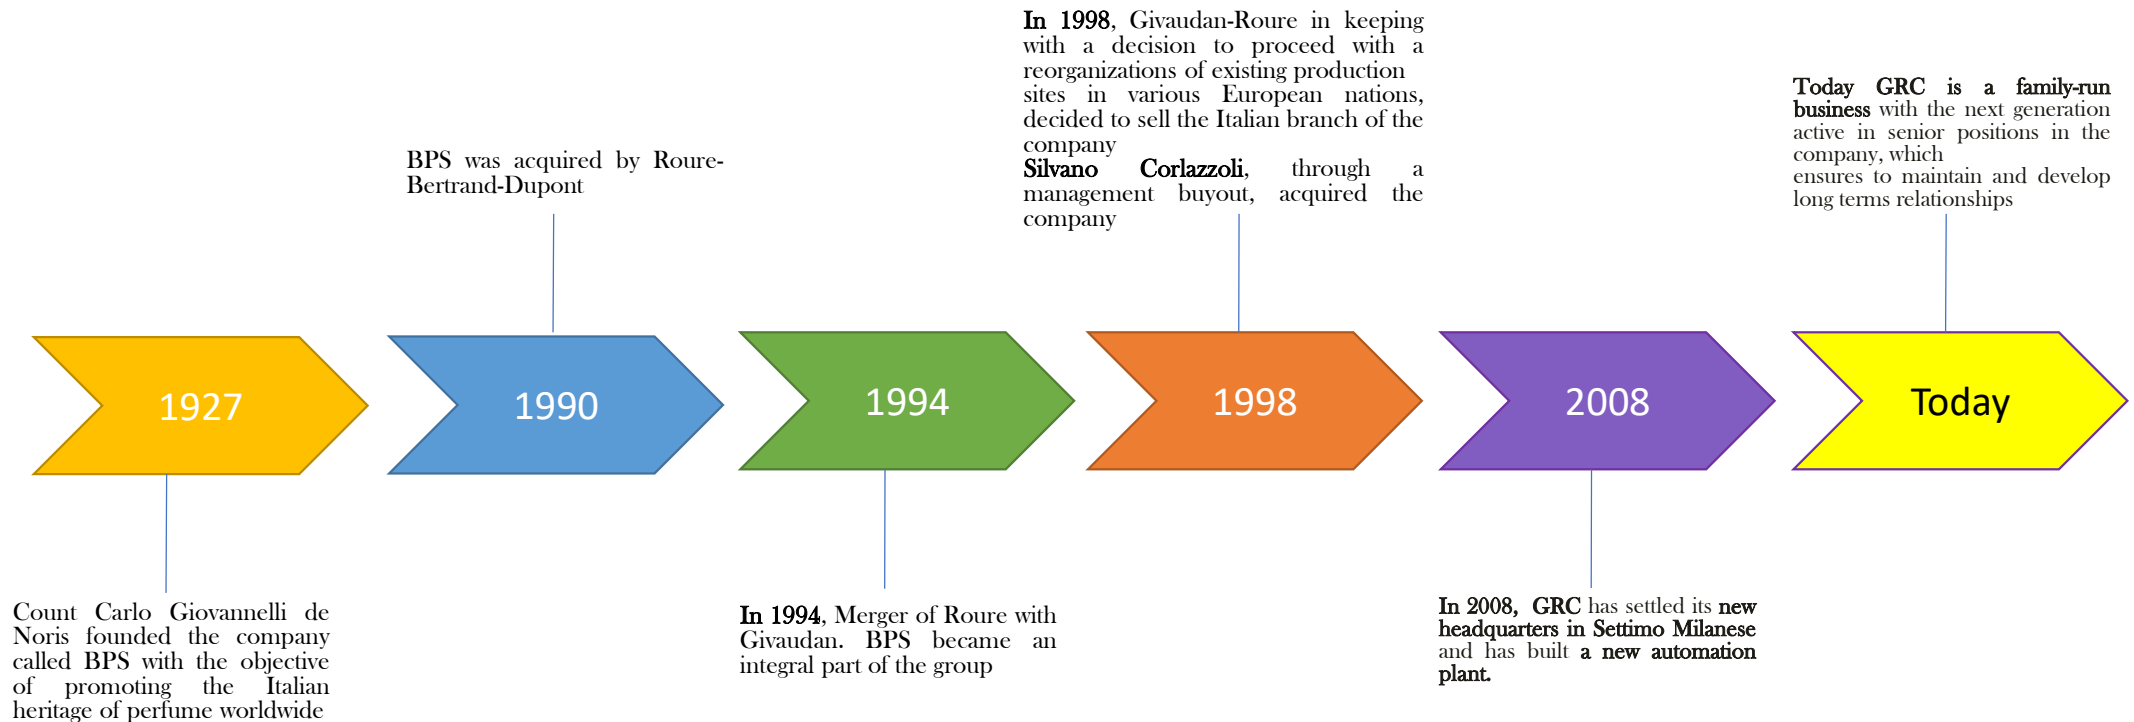 1927
Count Carlo Giovannelli de
Noris founded the company
called BPS with the objective
of promoting the Italian
heritage of perfume worldwide
BPS was acquired by Roure-
Bertrand-Dupont
1990
1994
In 1994, Merger of Roure with
Givaudan. BPS became an
integral part of the group
In 1998, Givaudan-Roure in keeping
with a decision to proceed with a
reorganizations of existing production
sites in various European nations,
decided to sell the Italian branch of the
company
Silvano Corlazzoli, through a
management buyout, acquired the
company
1998
2008
In 2008, GRC has settled its new
headquarters in Settimo Milanese
and has built a new automation
plant.
Today GRC is a family-run
business with the next generation
active in senior positions in the
company, which
ensures to maintain and develop
long terms relationships
Today